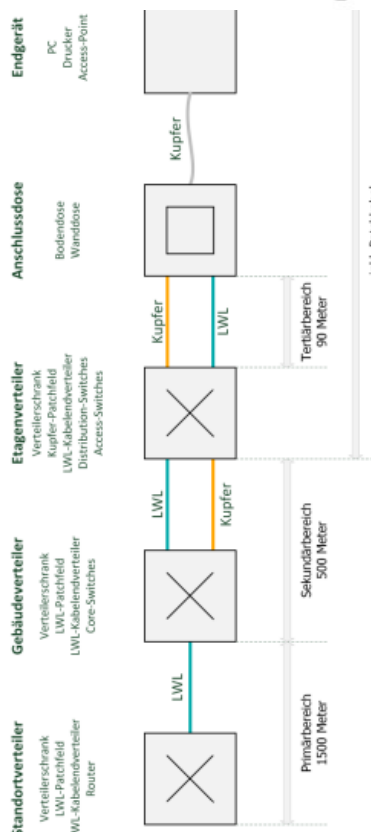 Endgerät
PC
Drucker
Access-Point
Kupfer
Anschlussdose
Bodendose
Wanddose
Kupfer
LWL
Tertiärbereich
90 Meter
Etagenverteiler
Verteilerschrank
Kupfer-Patchfeld
LWL-Kabelendverteiler
Distribution-Switches
Access-Switches
LWL
Kupfer
Sekundärbereich
500 Meter
Gebäudeverteiler
Verteilerschrank
LWL-Patchfeld
LWL-Kabelendverteiler
Core-Switches
LWL
Primärbereich
1500 Meter
Standortverteiler
Verteilerschrank
LWL-Patchfeld
WL-Kabelendverteiler
Router